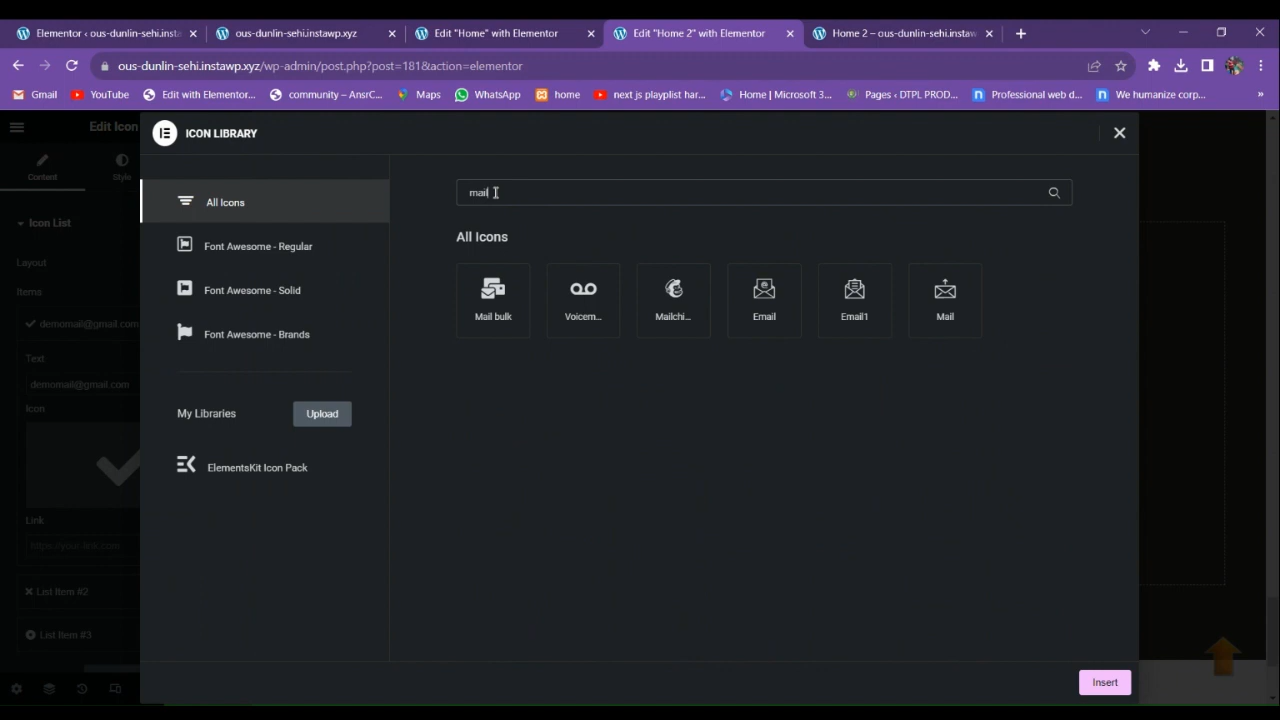 Elementor < ous-dunlin-sehi.insta
ous-dunlin-sehi.instawp.xyz/
Edit "Home" with Elementor
Edit "Home 2" with Elementor
Home 2 – ous-dunlin-sehi.instaw
ous-dunlin-sehi.instawp.xyz/wp-admin/post.php?post=181&action=elementor
Gmail
YouTube
Edit with Elementor...
community – AnsrC...
Maps
WhatsApp
home
next js playlist har...
Home | Microsoft 3...
Pages ‹ DTPL PROD...
Professional web d...
We humanize corp...
»
Edit Icon
ICON LIBRARY
Content
Style
mail
All Icons
Icon List
All Icons
Font Awesome - Regular
Layout
Items
Font Awesome - Solid
Mail bulk
Voicem...
Mailchi...
Email
Email1
Mail
demomail@gmail.com
Font Awesome - Brands
Text
demomail@gmail.com
Icon
My Libraries
Upload
ElementsKit Icon Pack
Link
https://your-link.com
List Item #2
List Item #3
Insert